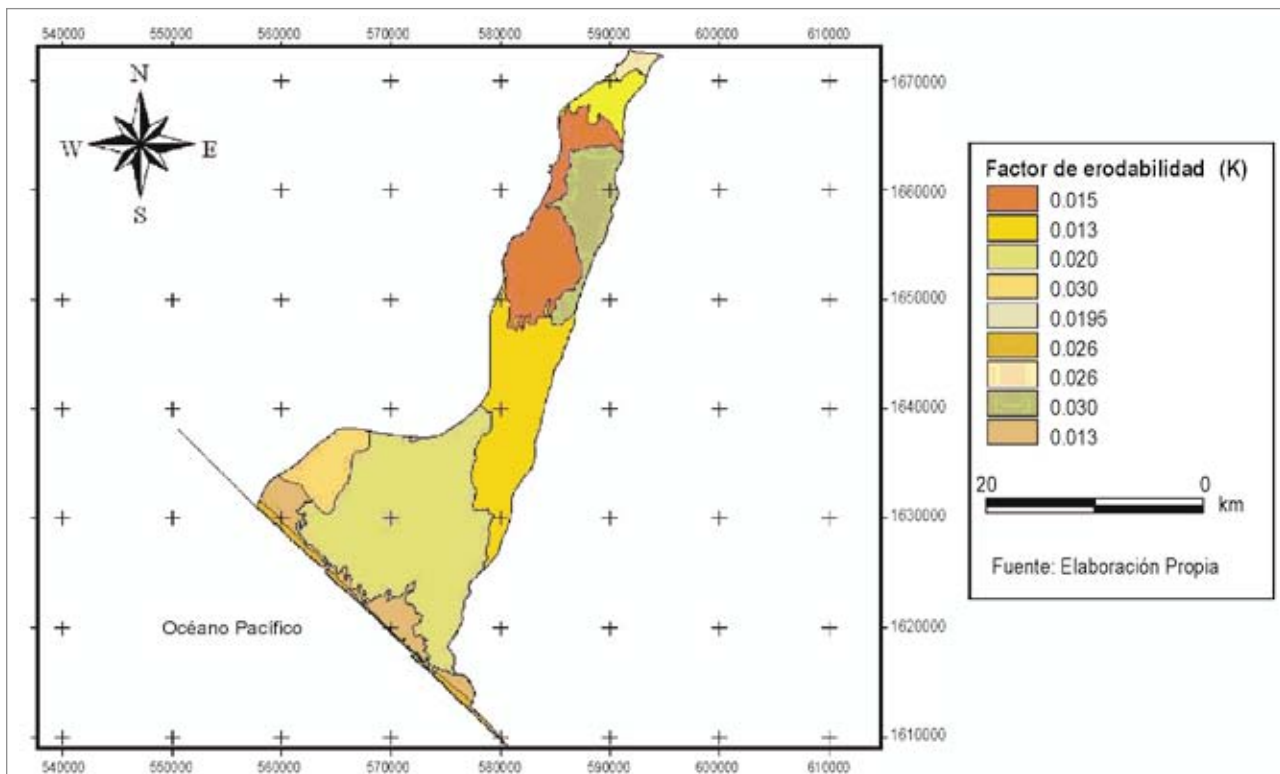 540000 550000 560000 570000 580000 590000 600000 610000
N
W E
S
1670000
1660000
1650000
1640000
1630000
1620000
1610000
Océano Pacífico
540000 550000 560000 570000 580000 590000 600000 610000
Factor de erodabilidad (K)
0.015
0.013
0.020
0.030
0.0195
0.026
0.026
0.030
0.013
20 0
km
Fuente: Elaboración Propia